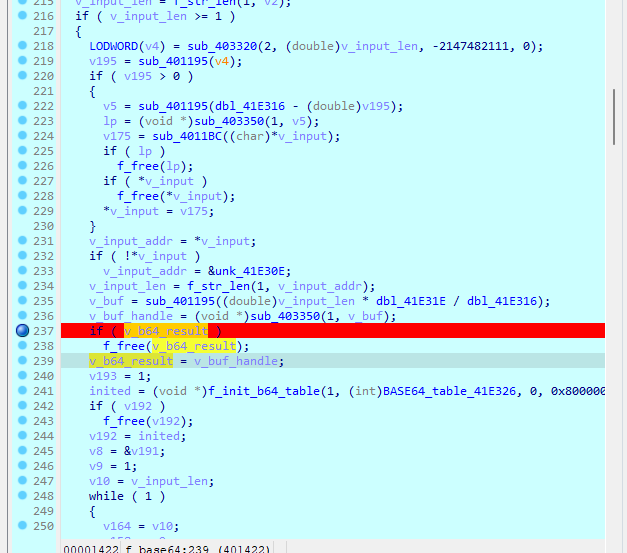 215 v_input_len = f_str_len(1, v2);
216 if ( v_input_len >= 1 )
217 {
218 LODWORD(v4) = sub_403320(2, (double)v_input_len, -2147482111, 0);
219 v195 = sub_401195(v4);
220 if ( v195 > 0 )
221 {
222 v5 = sub_401195(dbl_41E316 - (double)v195);
223 lp = (void *)sub_403350(1, v5);
224 v175 = sub_4011BC((char)*v_input);
225 if ( lp )
226 f_free(lp);
227 if ( *v_input )
228 f_free(*v_input);
229 *v_input = v175;
230 }
231 v_input_addr = *v_input;
232 if ( !*v_input )
233 v_input_addr = &unk_41E30E;
234 v_input_len = f_str_len(1, v_input_addr);
235 v_buf = sub_401195((double)v_input_len * dbl_41E31E / dbl_41E316);
236 v_buf_handle = (void *)sub_403350(1, v_buf);
237 if ( v_b64_result )
238 f_free(v_b64_result);
239 v_b64_result = v_buf_handle;
240 v193 = 1;
241 inited = (void *)f_init_b64_table(1, (int)BASE64_table_41E326, 0, 0x800000
242 if ( v192 )
243 f_free(v192);
244 v192 = inited;
245 v8 = &v191;
246 v9 = 1;
247 v10 = v_input_len;
248 while ( 1 )
249 {
250 v164 = v10;
00001422 f_base64:239 (401422)